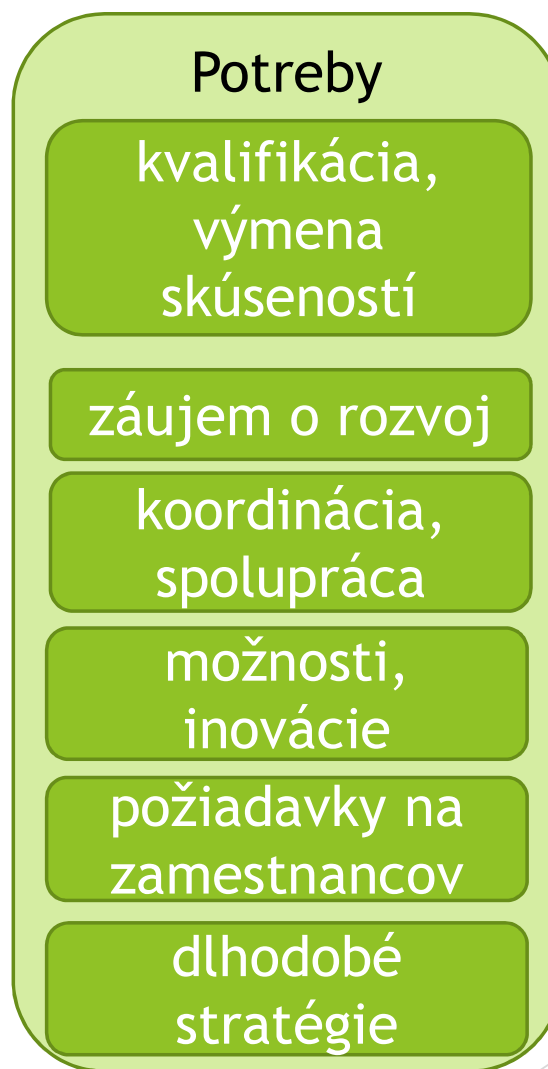 Potreby
kvalifikácia,
výmena
skúseností
záujem o rozvoj
koordinácia,
spolupráca
možnosti,
inovácie
požiadavky na
zamestnancov
dlhodobé
stratégie